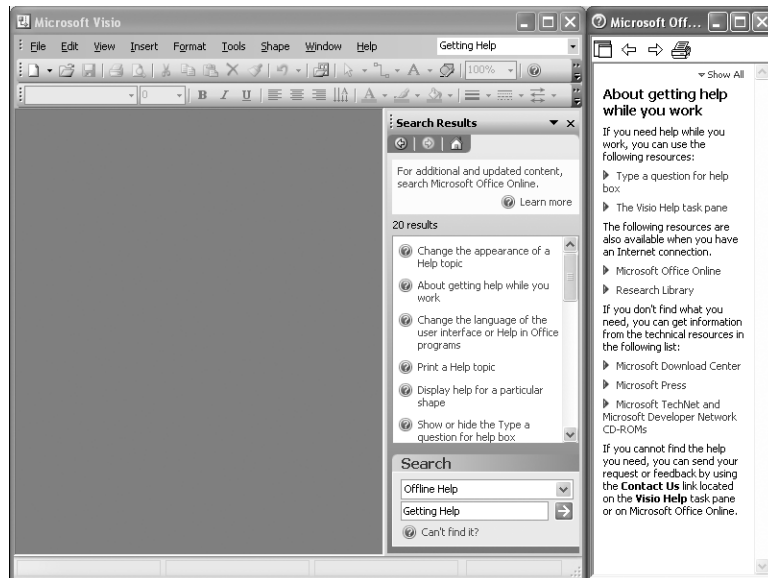 Microsoft Visio
File Edit View Insert Format Tools Shape Window Help Getting Help
100%
0 B I U A
Search Results
For additional and updated content,
search Microsoft Office Online.
Learn more
20 results
Change the appearance of a
Help topic
About getting help while you
work
Change the language of the
user interface or Help in Office
programs
Print a Help topic
Display help for a particular
shape
Show or hide the Type a
question for help box
Search
Offline Help
Getting Help
Can't find it?
Microsoft Off...
Show All
About getting help
while you work
If you need help while you
work, you can use the
following resources:
Type a question for help
box
The Visio Help task pane
The following resources are
also available when you have
an Internet connection.
Microsoft Office Online
Research Library
If you don't find what you
need, you can get information
from the technical resources in
the following list:
Microsoft Download Center
Microsoft Press
Microsoft TechNet and
Microsoft Developer Network
CD-ROMs
If you cannot find the help
you need, you can send your
request or feedback by using
the Contact Us link located
on the Visio Help task pane
or on Microsoft Office Online.